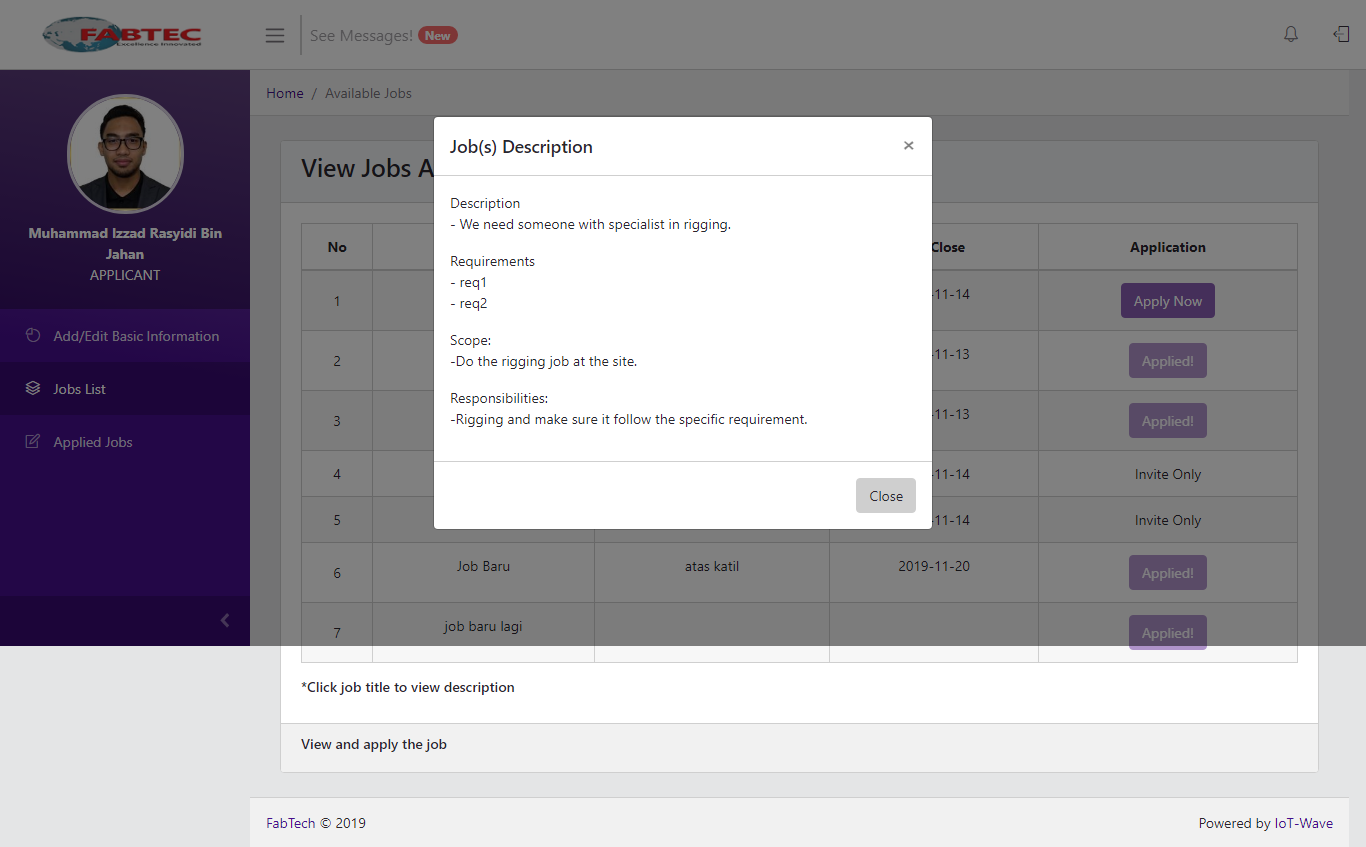 FABTEC
Excellence Innovated
See Messages! New
Muhammad Izzad Rasyidi Bin
Jahan
APPLICANT
Add/Edit Basic Information
Jobs List
Applied Jobs
Home / Available Jobs
View Jobs A
Job(s) Description ×
Description
- We need someone with specialist in rigging.
Requirements
- req1
- req2
Scope:
-Do the rigging job at the site.
Responsibilities:
-Rigging and make sure it follow the specific requirement.
Close
No Close Application
1 -11-14 Apply Now
2 -11-13 Applied!
3 -11-13 Applied!
4 -11-14 Invite Only
5 -11-14 Invite Only
6 Job Baru atas katil 2019-11-20 Applied!
7 job baru lagi Applied!
*Click job title to view description
View and apply the job
FabTech © 2019 Powered by IoT-Wave